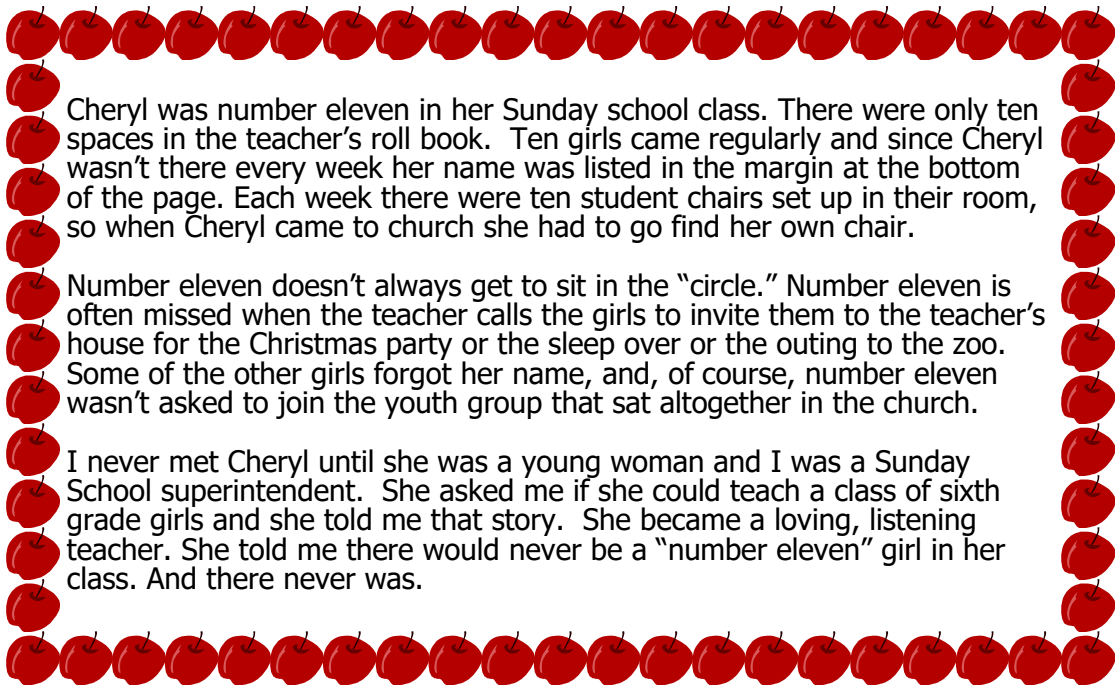 Cheryl was number eleven in her Sunday school class. There were only ten
spaces in the teacher’s roll book.  Ten girls came regularly and since Cheryl
wasn’t there every week her name was listed in the margin at the bottom
of the page. Each week there were ten student chairs set up in their room,
so when Cheryl came to church she had to go find her own chair.

Number eleven doesn’t always get to sit in the “circle.” Number eleven is
often missed when the teacher calls the girls to invite them to the teacher’s
house for the Christmas party or the sleep over or the outing to the zoo.
Some of the other girls forgot her name, and, of course, number eleven
wasn’t asked to join the youth group that sat altogether in the church.

I never met Cheryl until she was a young woman and I was a Sunday
School superintendent.  She asked me if she could teach a class of sixth
grade girls and she told me that story.  She became a loving, listening
teacher. She told me there would never be a “number eleven” girl in her
class. And there never was.